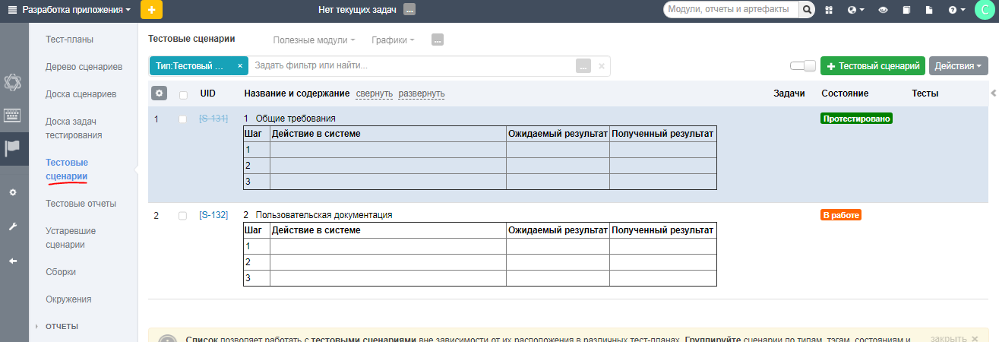 Разработка приложения
+
Нет текущих задач ...
Модули, отчеты и артефакты
C
Тест-планы
Дерево сценариев
Доска сценариев
Доска задач
тестирования
Тестовые
сценарии
Тестовые отчеты
Устаревшие
сценарии
Сборки
Окружения
ОТЧЕТЫ
Тестовые сценарии Полезные модули Графики ...
Тип:Тестовый ... × Задать фильтр или найти... ... ×
+ Тестовый сценарий Действия
UID Название и содержание свернуть развернуть Задачи Состояние Тесты
1 [S-131] 1 Общие требования Протестировано
Шаг Действие в системе Ожидаемый результат Полученный результат
1
2
3
2 [S-132] 2 Пользовательская документация В работе
Шаг Действие в системе Ожидаемый результат Полученный результат
1
2
3
Список позволяет работать с тестовыми сценариями вне зависимости от их расположения в различных тест-планах. Группируйте сценарии по типам, тэгам, состояниям и закрыть ×